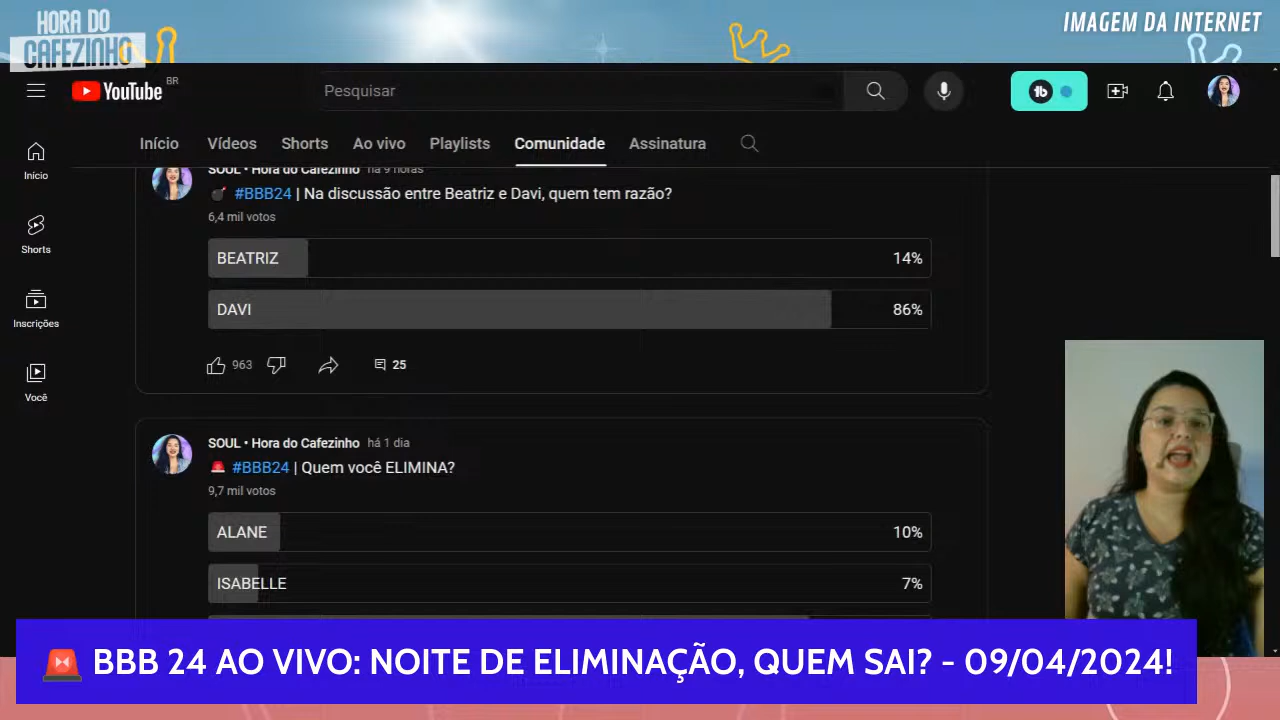 HORA DO
CAFEZINHO
IMAGEM DA INTERNET
YouTube BR
Pesquisar
Início
Vídeos
Shorts
Ao vivo
Playlists
Comunidade
Assinatura
Início
Shorts
Inscrições
Você
SOUL • Hora do Cafezinho há 9 horas
#BBB24 | Na discussão entre Beatriz e Davi, quem tem razão?
6,4 mil votos
BEATRIZ 14%
DAVI 86%
963
25
SOUL • Hora do Cafezinho há 1 dia
#BBB24 | Quem você ELIMINA?
9,7 mil votos
ALANE 10%
ISABELLE 7%
BBB 24 AO VIVO: NOITE DE ELIMINAÇÃO, QUEM SAI? - 09/04/2024!